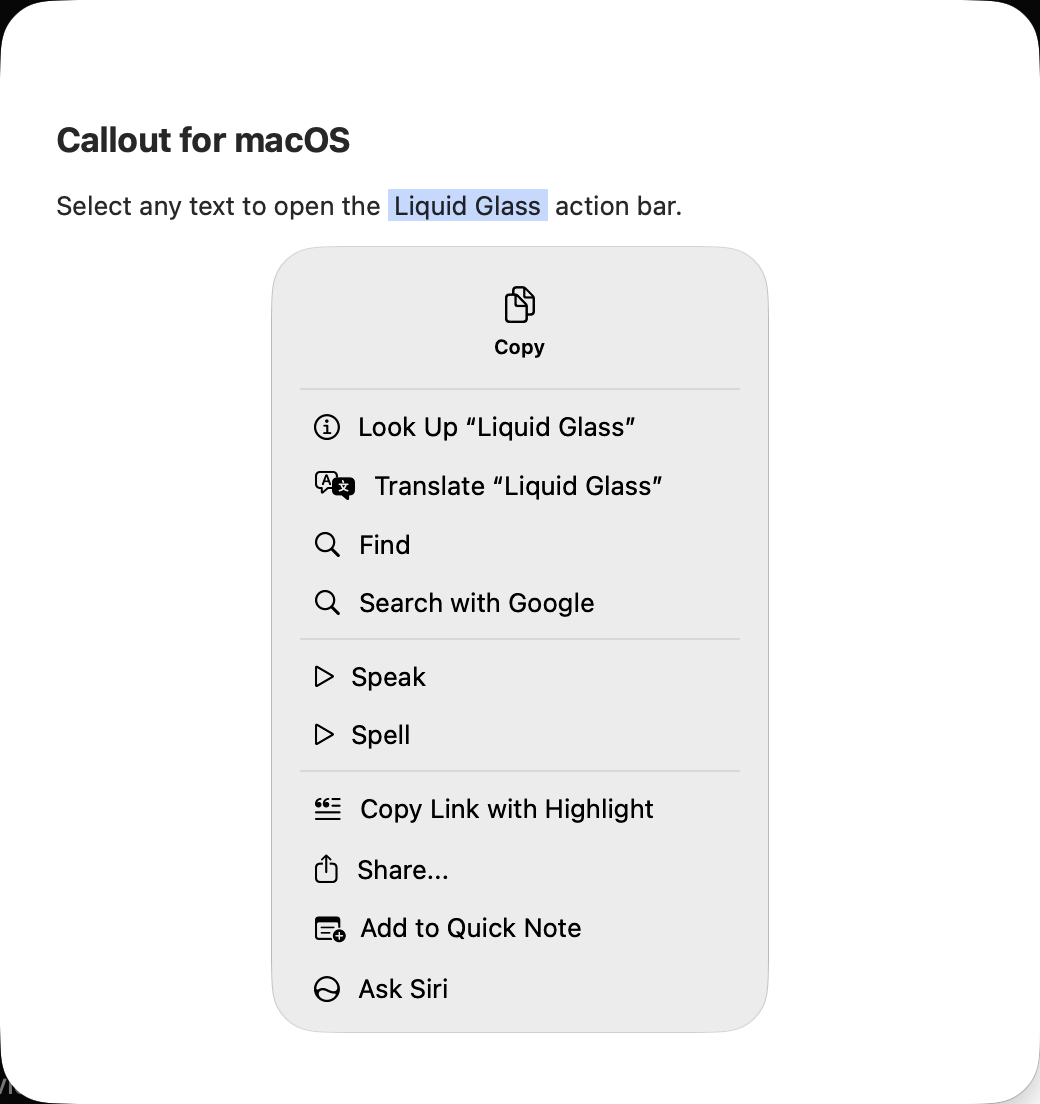 Callout for macOS
Select any text to open the Liquid Glass action bar.
Copy
Look Up “Liquid Glass”
Translate “Liquid Glass”
Find
Search with Google
Speak
Spell
Copy Link with Highlight
Share...
Add to Quick Note
Ask Siri